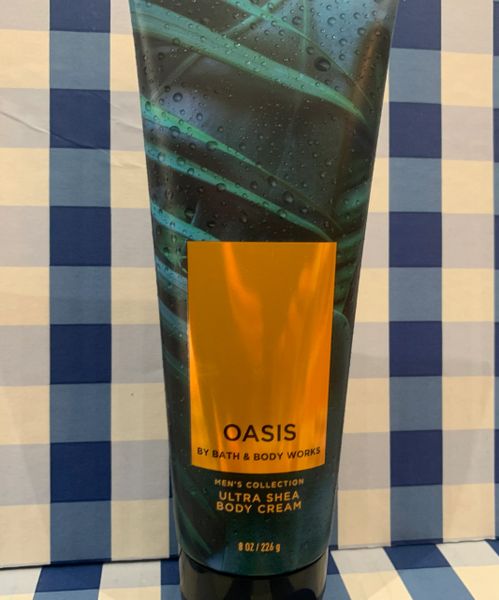 OASIS
BY BATH & BODY WORKS
MEN'S COLLECTION
ULTRA SHEA
BODY CREAM
8 OZ / 226 g